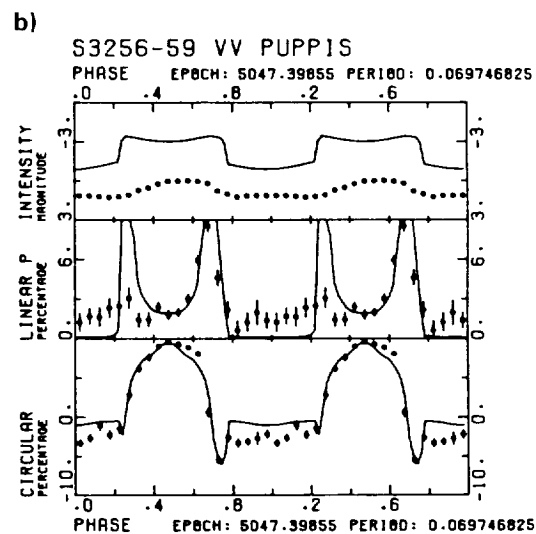 b)
S3256-59 VV PUPPIS
PHASE EPOCH: 5047.39855 PERIOD: 0.069746825
.0 .4 .8 .2 .6
INTENSITY
MAGNITUDE
-3. 3.
-3. 3.
LINEAR P
PERCENTAGE
6. 0.
6. 0.
CIRCULAR
PERCENTAGE
0. -10.
0. -10.
.0 .4 .8 .2 .6
PHASE EPOCH: 5047.39855 PERIOD: 0.069746825